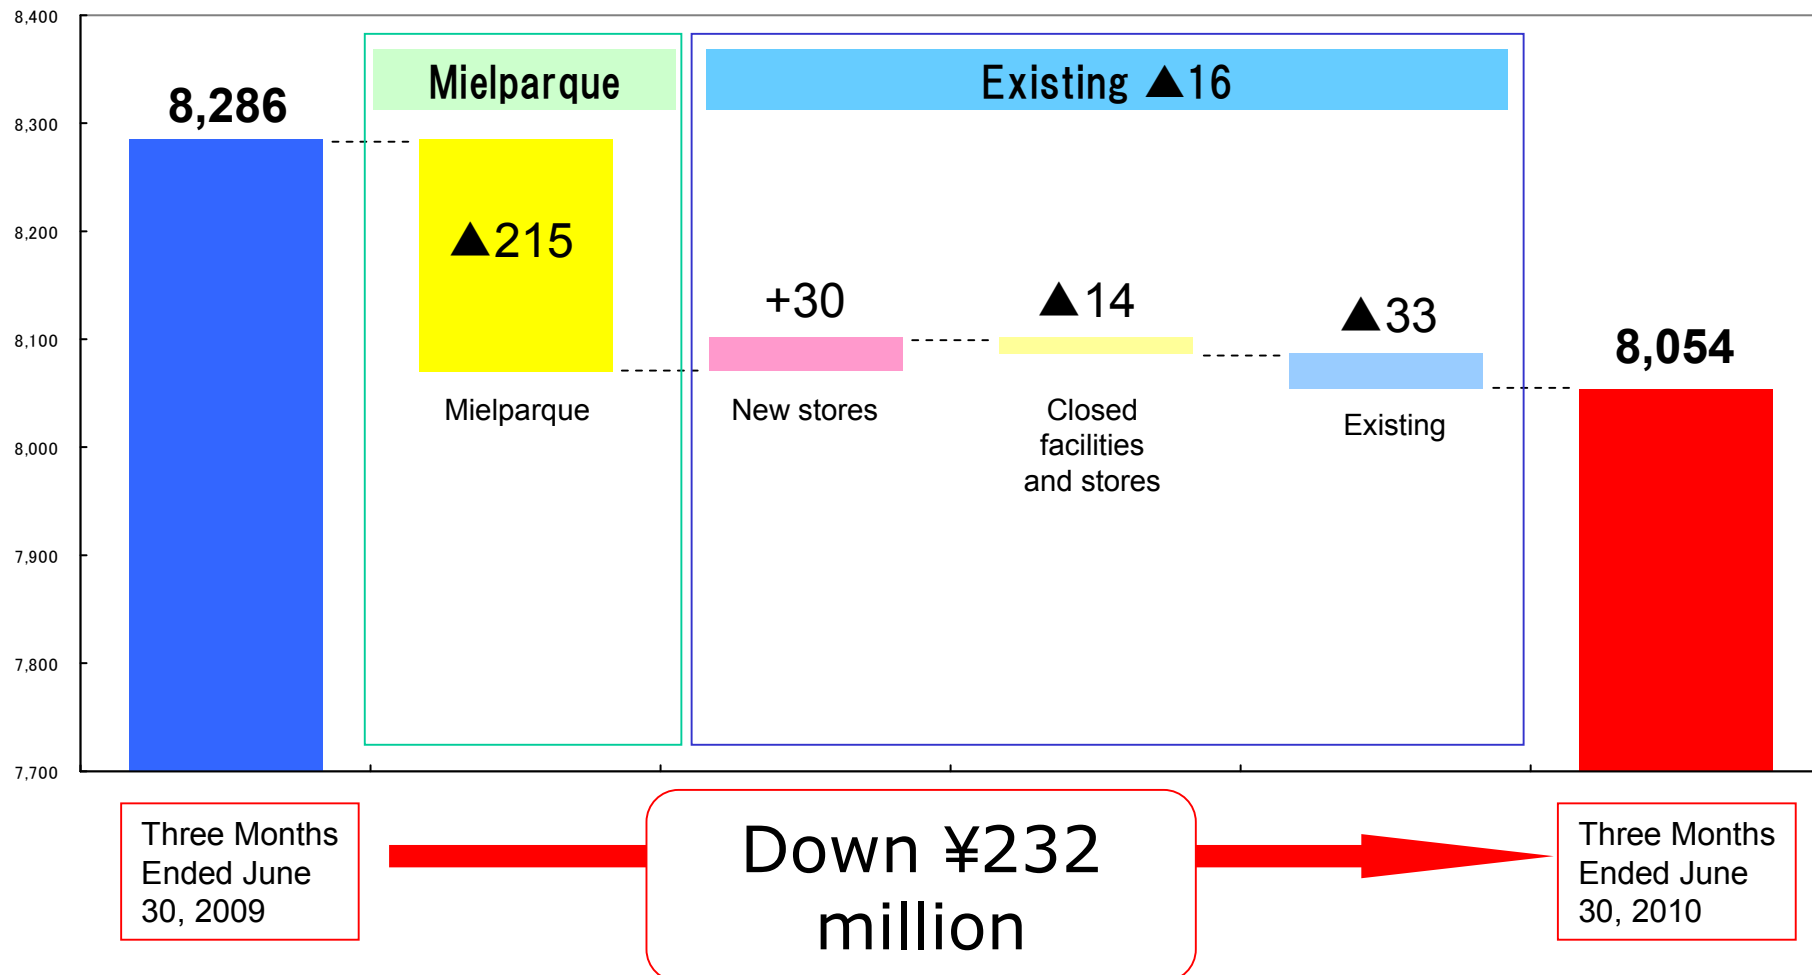 8,400
8,300
8,200
8,100
8,000
7,900
7,800
7,700
Mielparque
Existing ▲16
8,286
▲215
+30
▲14
▲33
8,054
Mielparque
New stores
Closed
facilities
and stores
Existing
Three Months
Ended June
30, 2009
Down ¥232
million
Three Months
Ended June
30, 2010